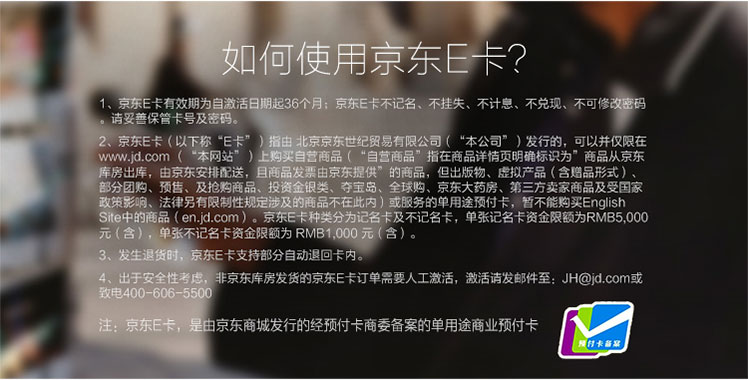 如何使用京东E卡?
1、京东E卡有效期为自激活日期起36个月；京东E卡不记名、不挂失、不计息、不兑现、不可修改密码
。请妥善保管卡号及密码。
2、京东E卡（以下称“E卡”）指由 北京京东世纪贸易有限公司（“本公司”）发行的，可以并仅限在
www.jd.com（“本网站”）上购买自营商品（“自营商品”指在商品详情页明确标识为”商品从京东
库房出库，由京东安排配送，且商品发票由京东提供”的商品，但出版物、虚拟产品（含赠品形式）、
部分团购、预售、及抢购商品、投资金银类、夺宝岛、全球购、京东大药房、第三方卖家商品及受国家
政策影响、法律另有限制性规定涉及的商品不在此内）或服务的单用途预付卡，暂不能购买English
Site中的商品（en.jd.com）。京东E卡种类分为记名卡及不记名卡，单张记名卡资金限额为RMB5,000
元（含），单张不记名卡资金限额为 RMB1,000 元（含）。
3、发生退货时，京东E卡支持部分自动退回卡内。
4、出于安全性考虑，非京东库房发货的京东E卡订单需要人工激活，激活请发邮件至：JH@jd.com或
致电400-606-5500
注：京东E卡，是由京东商城发行的经预付卡商委备案的单用途商业预付卡
预付卡备案